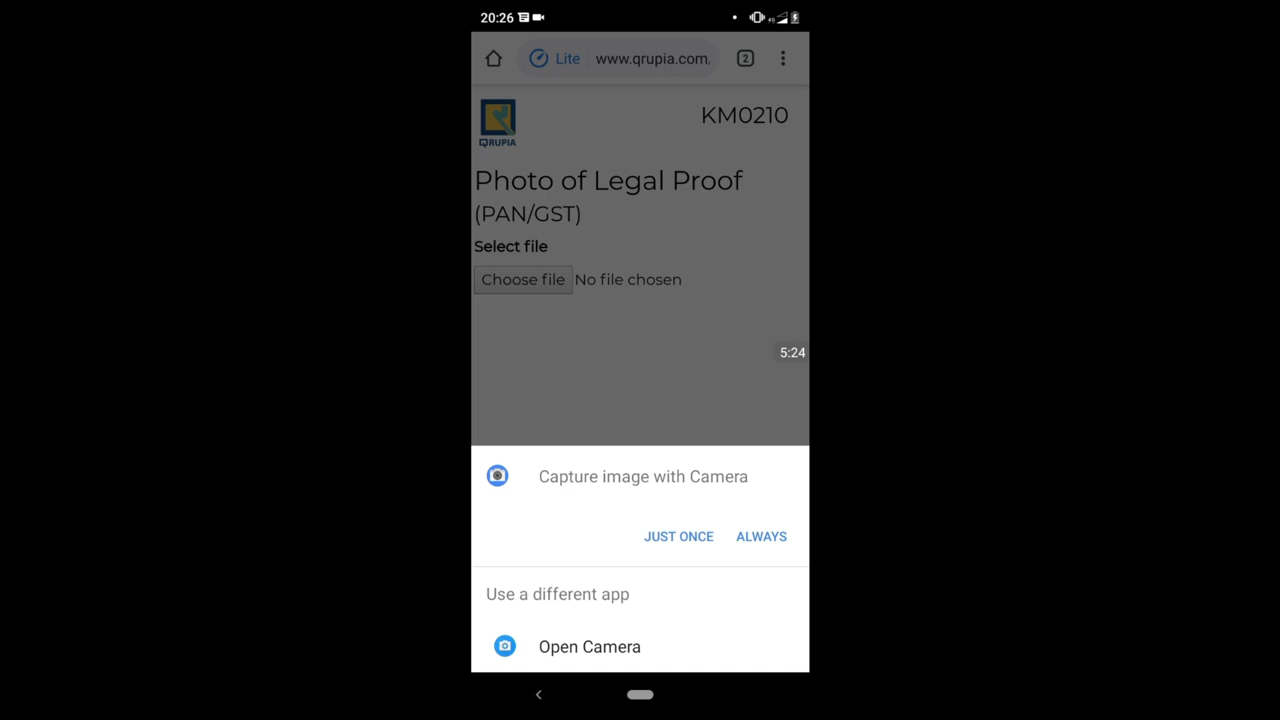 20:26
Lite www.qrupia.com, 2
QRUPIA
KM0210
Photo of Legal Proof
(PAN/GST)
Select file
Choose file No file chosen
5:24
Capture image with Camera
JUST ONCE ALWAYS
Use a different app
Open Camera